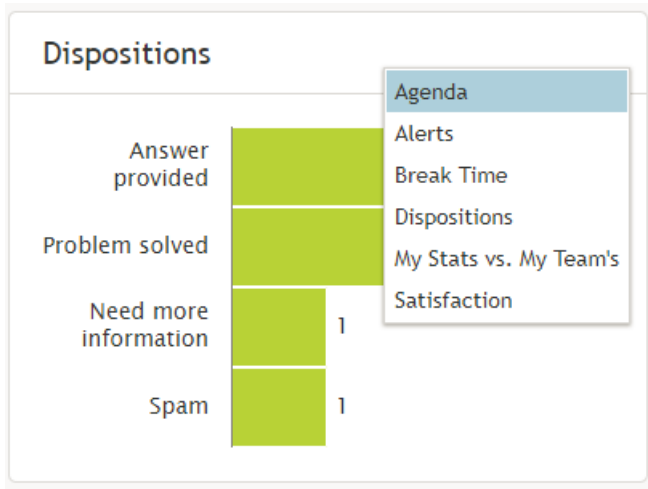 Dispositions
Agenda
Alerts
Break Time
Dispositions
My Stats vs. My Team's
Satisfaction
Answer
provided
Problem solved
Need more
information
1
Spam
1